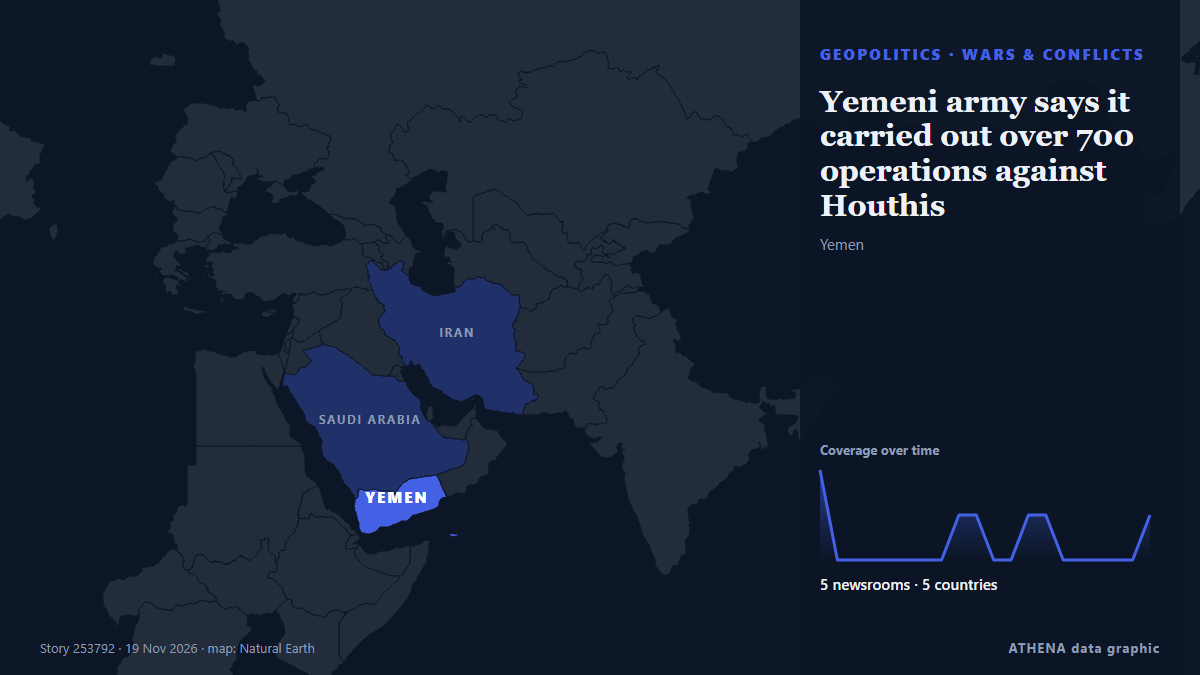 GEOPOLITICS · WARS & CONFLICTS
Yemeni army says it
carried out over 700
operations against
Houthis
Yemen
IRAN
SAUDI ARABIA
YEMEN
Coverage over time
5 newsrooms · 5 countries
Story 253792 · 19 Nov 2026 · map: Natural Earth
ATHENA data graphic